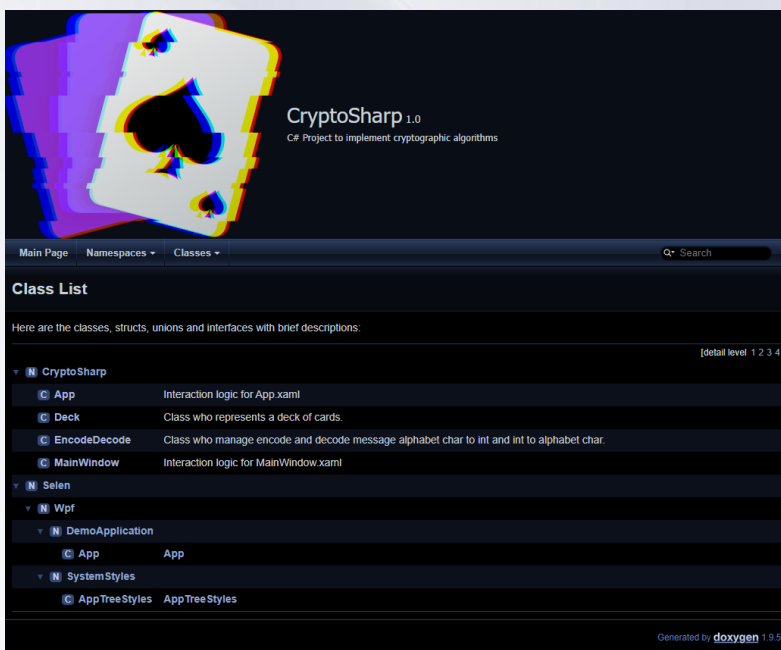 CryptoSharp 1.0
C# Project to implement cryptographic algorithms
Main Page Namespaces Classes Search
Class List
Here are the classes, structs, unions and interfaces with brief descriptions:
[detail level 1 2 3 4
N CryptoSharp
C App Interaction logic for App.xaml
C Deck Class who represents a deck of cards.
C EncodeDecode Class who manage encode and decode message alphabet char to int and int to alphabet char.
C MainWindow Interaction logic for MainWindow.xaml
N Selen
N Wpf
N DemoApplication
C App App
N SystemStyles
C AppTreeStyles AppTreeStyles
Generated by doxygen 1.9.5